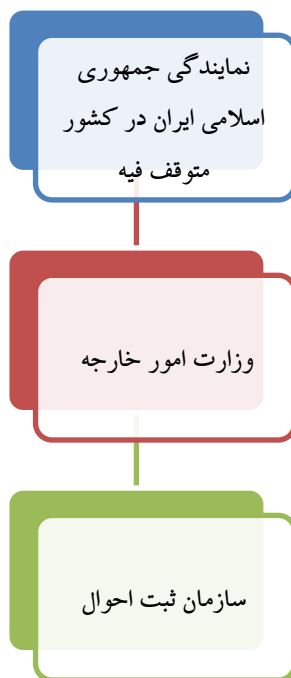 نمایندگی جمهوری
اسلامی ایران در کشور
متوقف فیه
وزارت امور خارجه
سازمان ثبت احوال